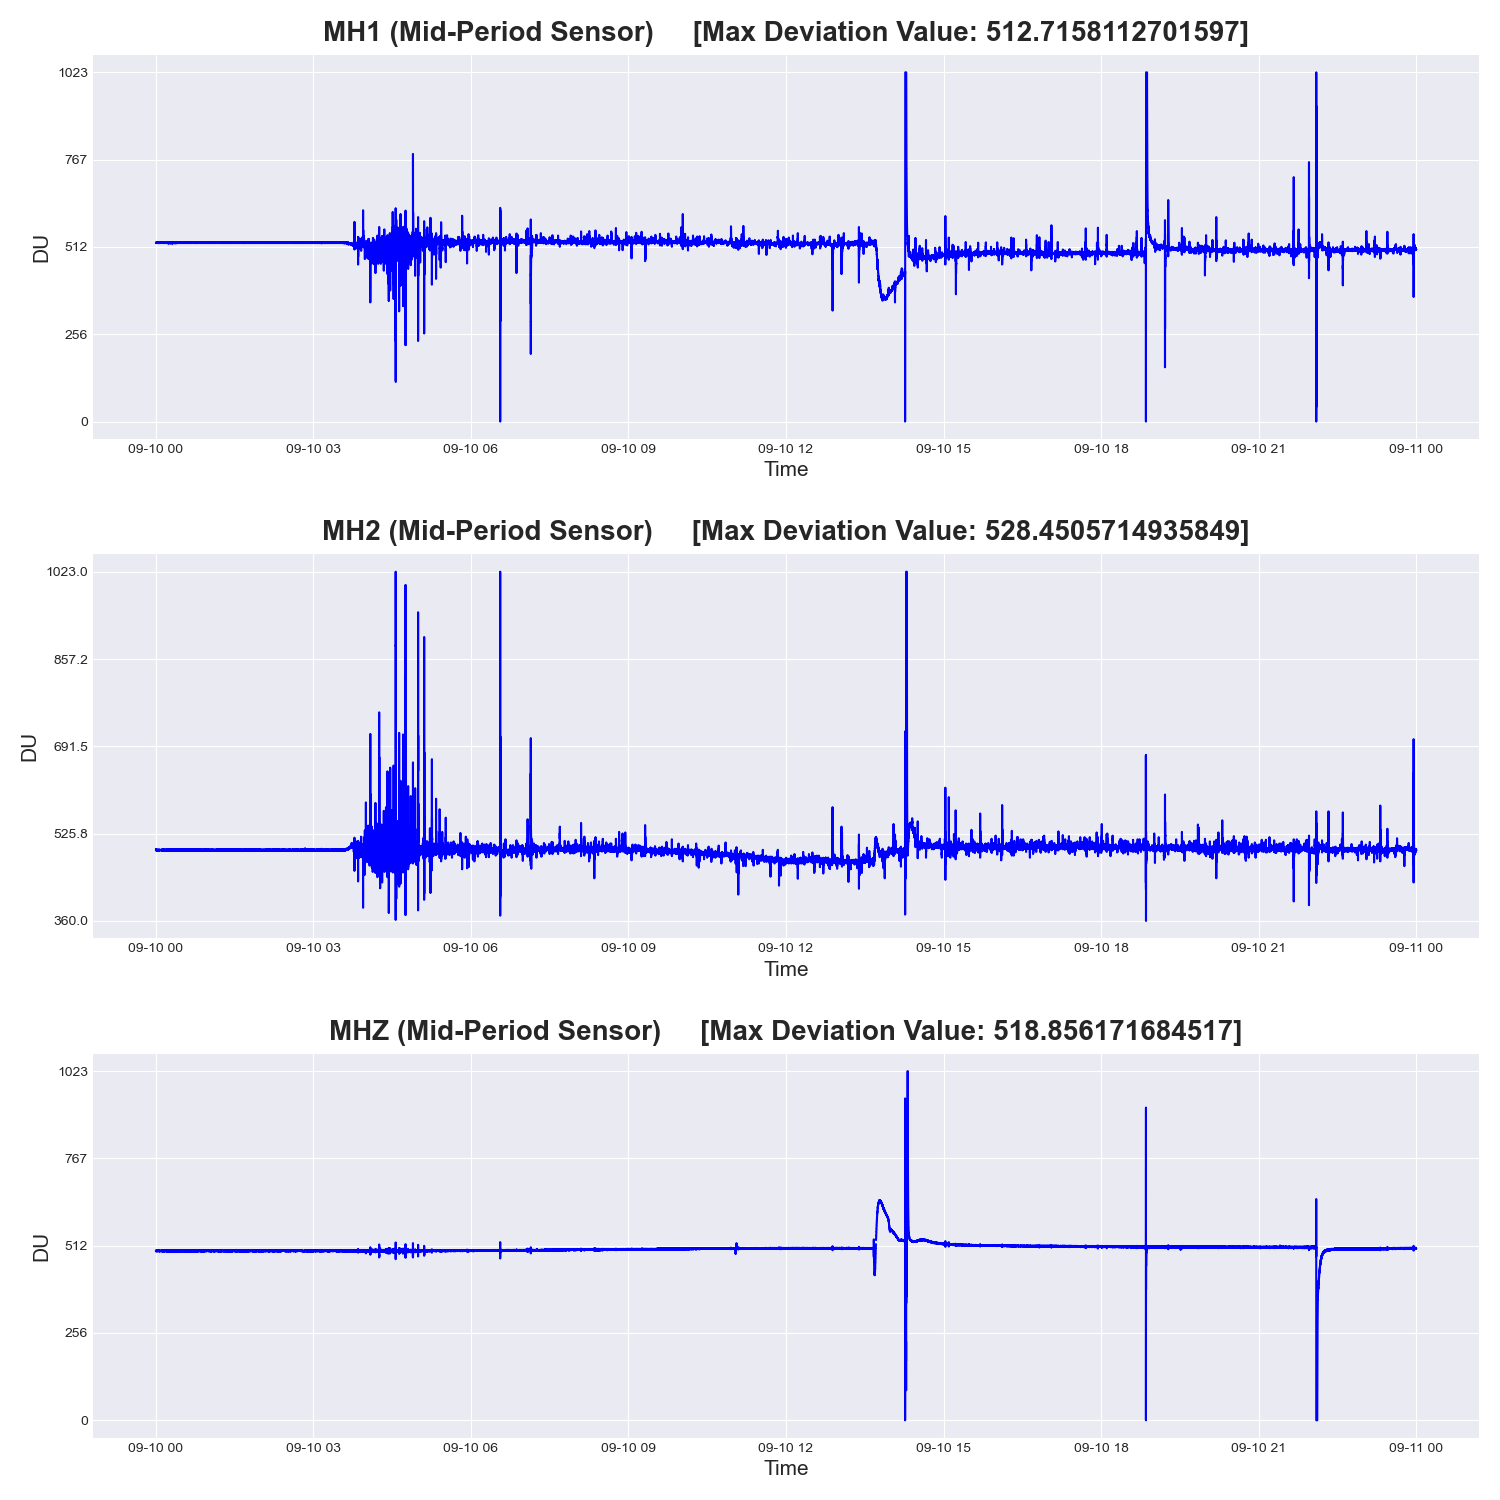 MH1 (Mid-Period Sensor) [Max Deviation Value: 512.7158112701597]
1023
767
512
256
0
DU
09-10 00 09-10 03 09-10 06 09-10 09 09-10 12 09-10 15 09-10 18 09-10 21 09-11 00
Time
MH2 (Mid-Period Sensor) [Max Deviation Value: 528.4505714935849]
1023.0
857.2
691.5
525.8
360.0
DU
09-10 00 09-10 03 09-10 06 09-10 09 09-10 12 09-10 15 09-10 18 09-10 21 09-11 00
Time
MHZ (Mid-Period Sensor) [Max Deviation Value: 518.856171684517]
1023
767
512
256
0
DU
09-10 00 09-10 03 09-10 06 09-10 09 09-10 12 09-10 15 09-10 18 09-10 21 09-11 00
Time